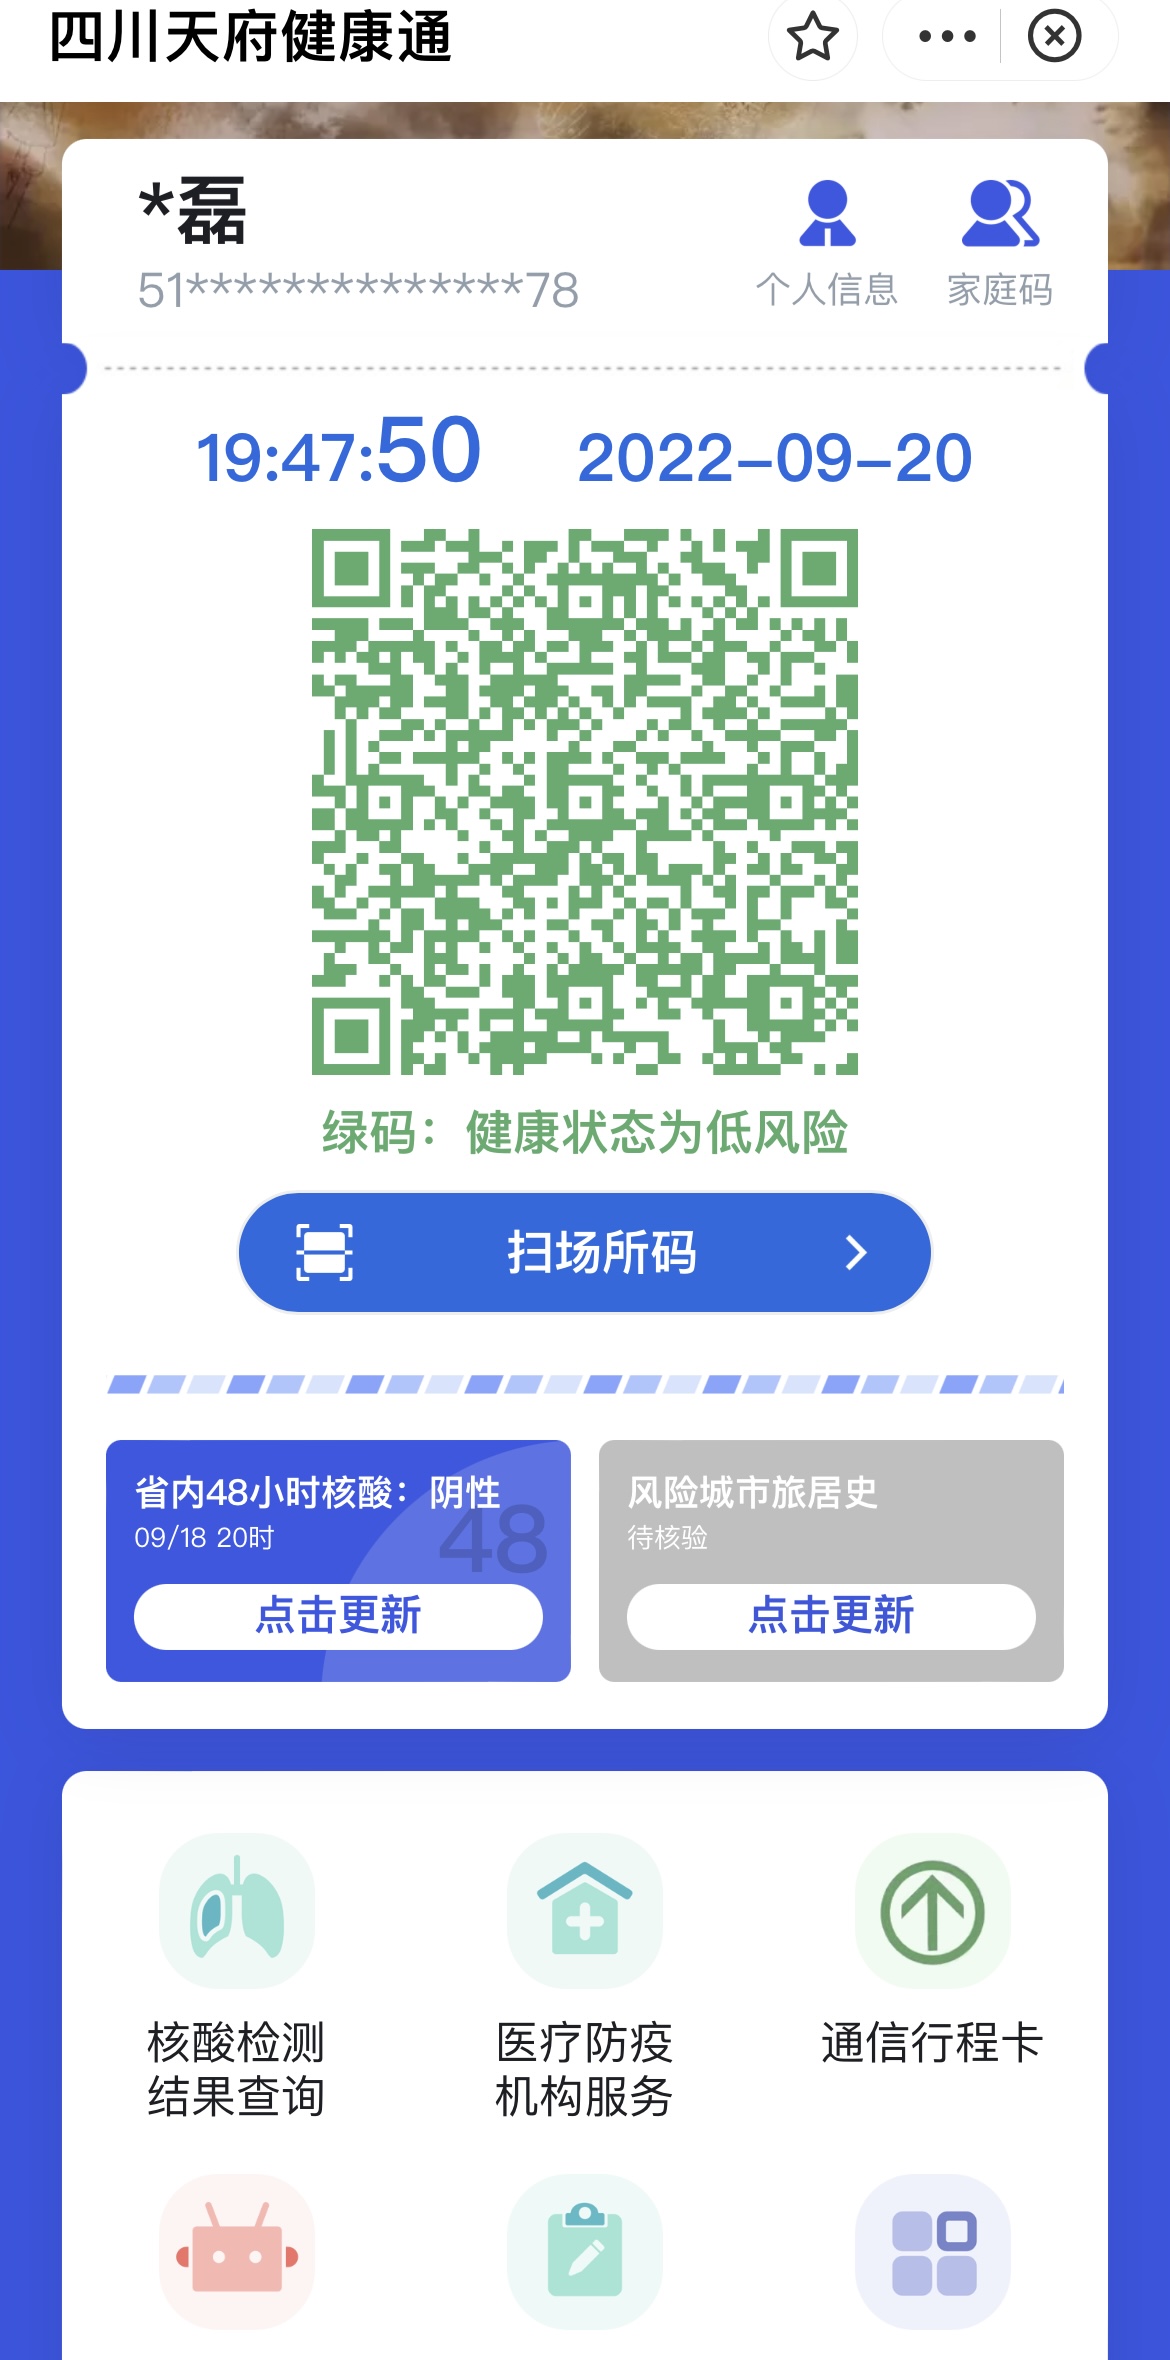 四川天府健康通
*磊
51**************78
个人信息
家庭码
19:47:50
2022-09-20
绿码：健康状态为低风险
扫场所码
省内48小时核酸：阴性
09/18 20时
48
点击更新
风险城市旅居史
待核验
点击更新
核酸检测
结果查询
医疗防疫
机构服务
通信行程卡